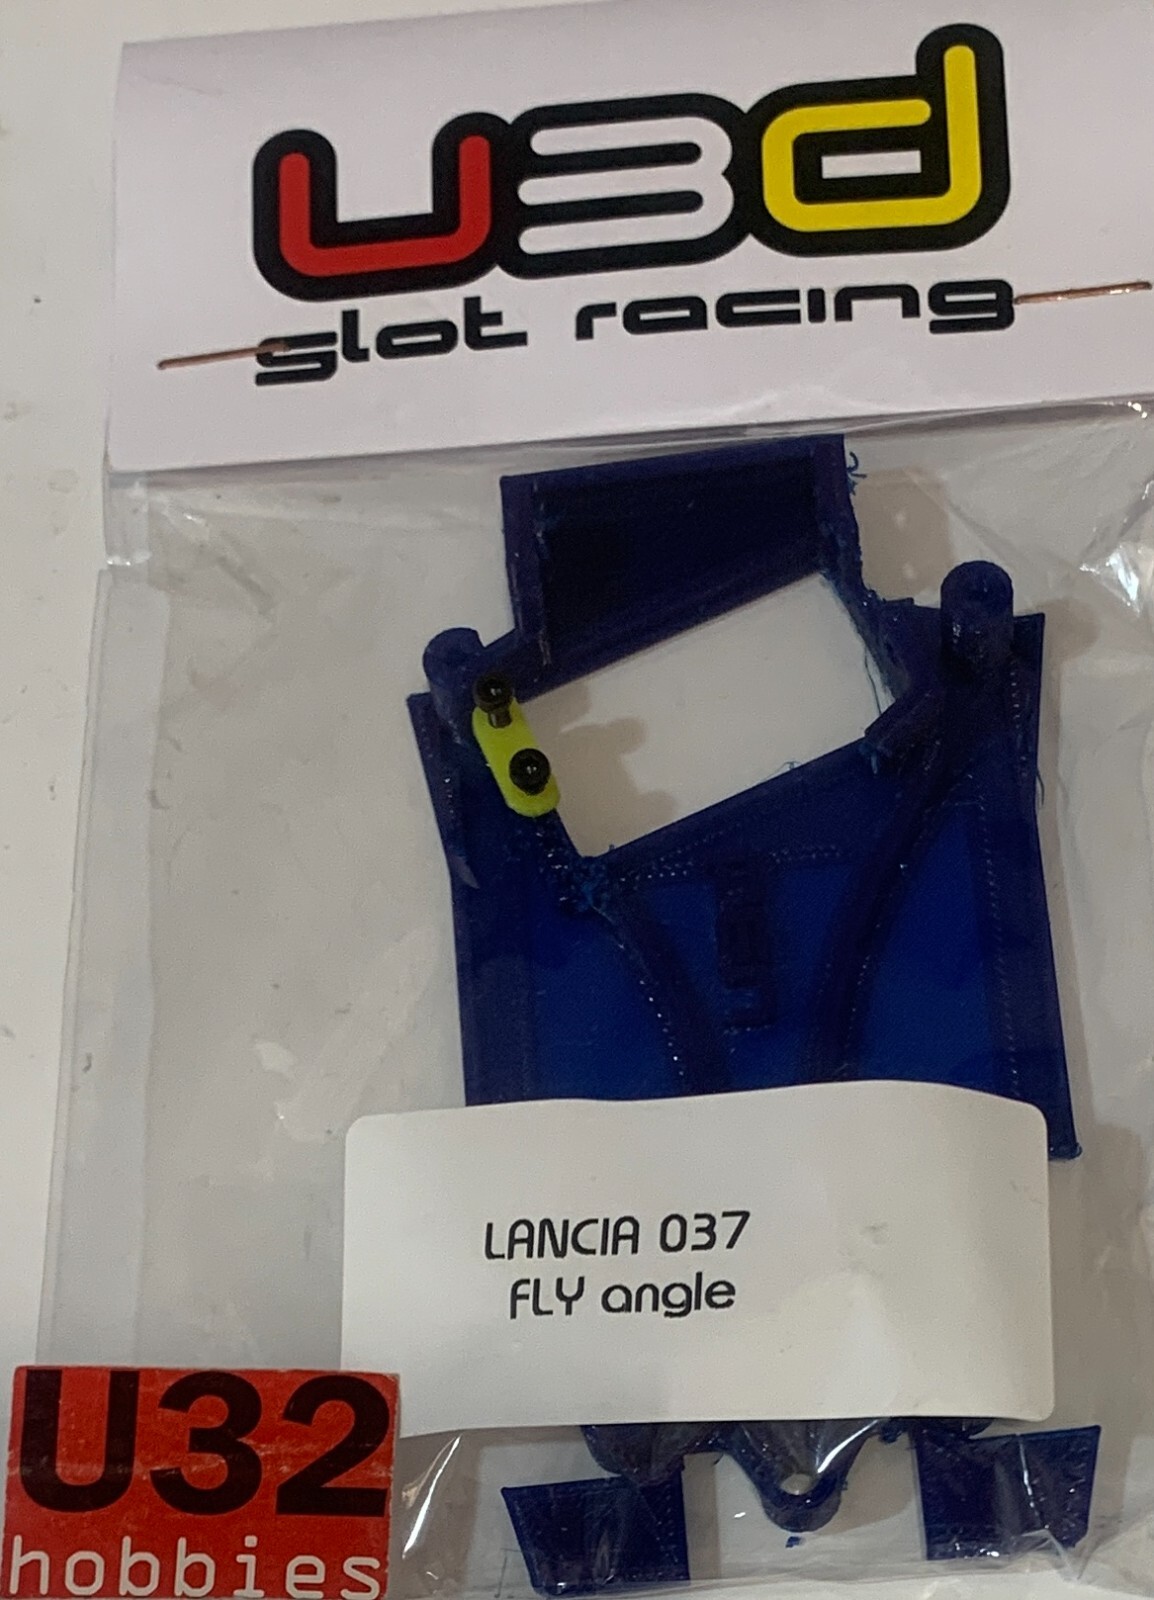 u3d
slot racing
LANCIA 037
FLY angle
U32
hobbies